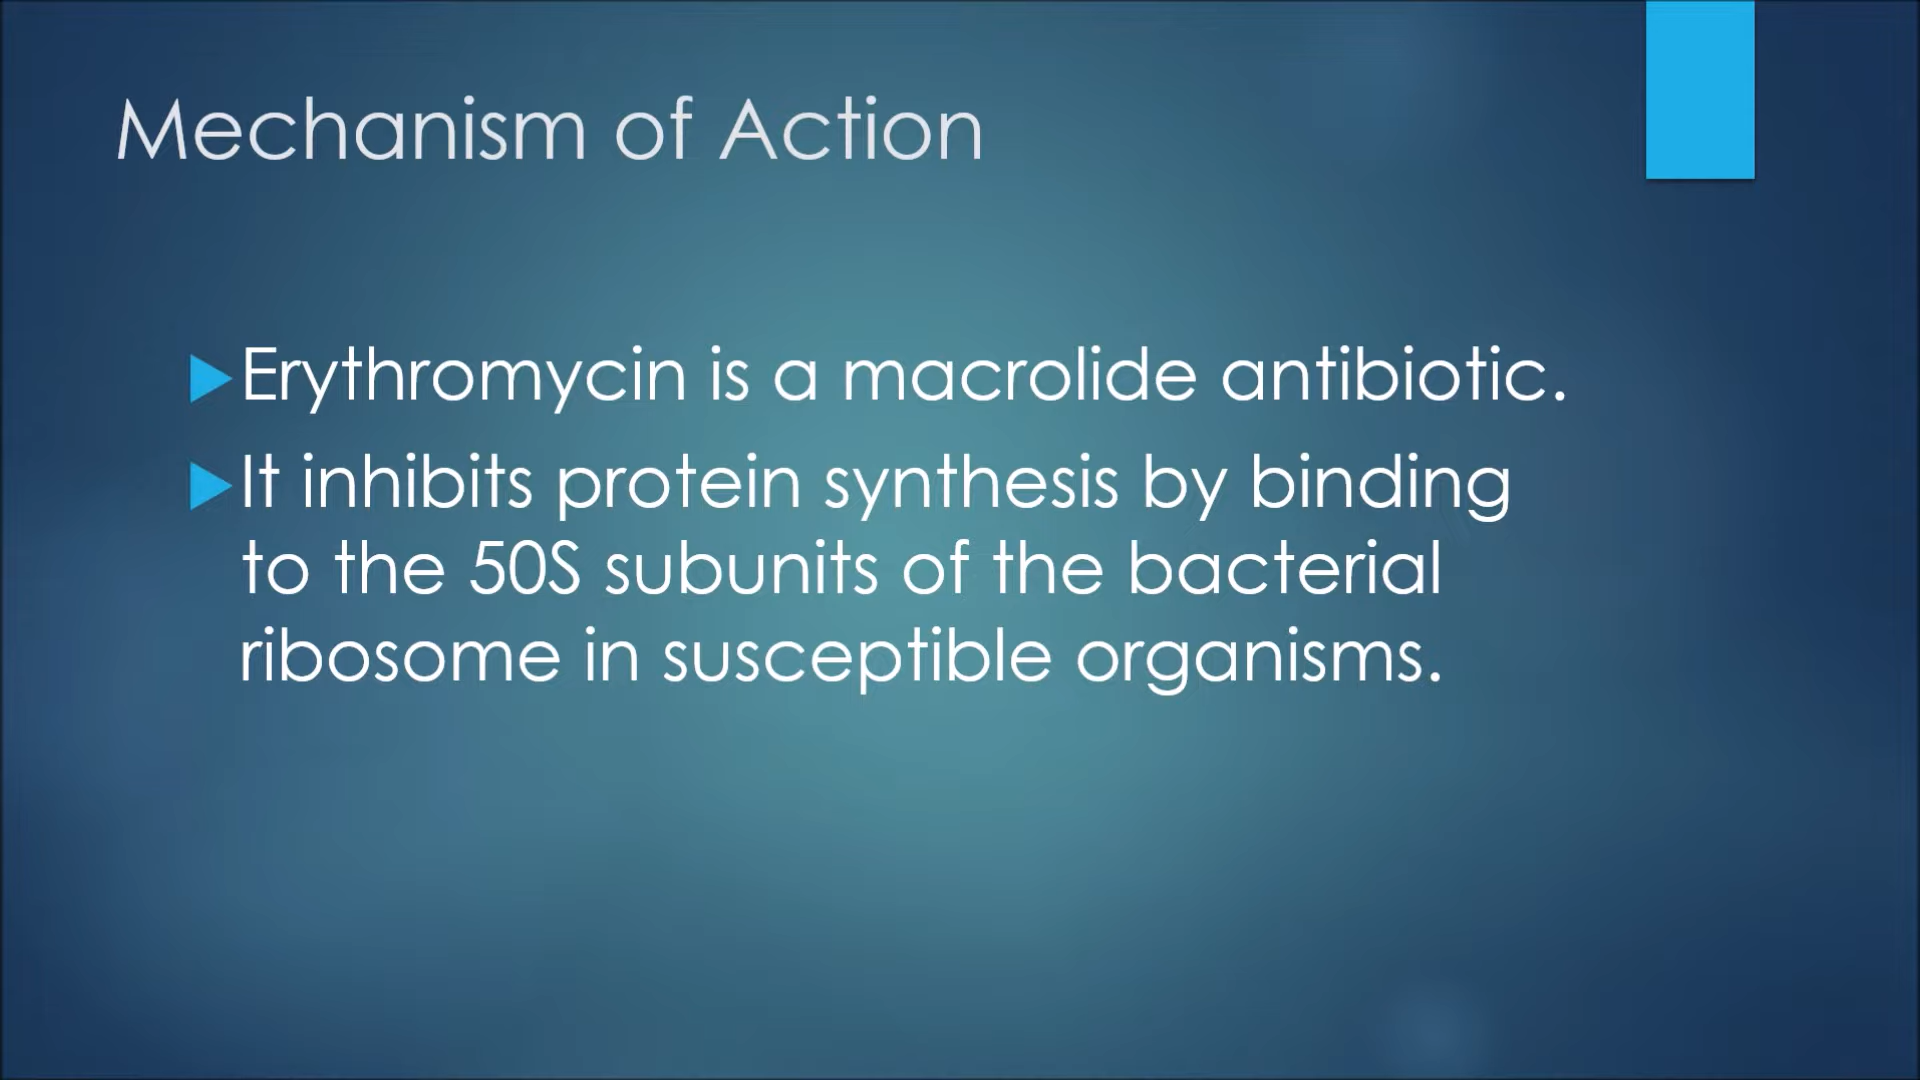 Mechanism of Action
Erythromycin is a macrolide antibiotic.
It inhibits protein synthesis by binding
to the 50S subunits of the bacterial
ribosome in susceptible organisms.